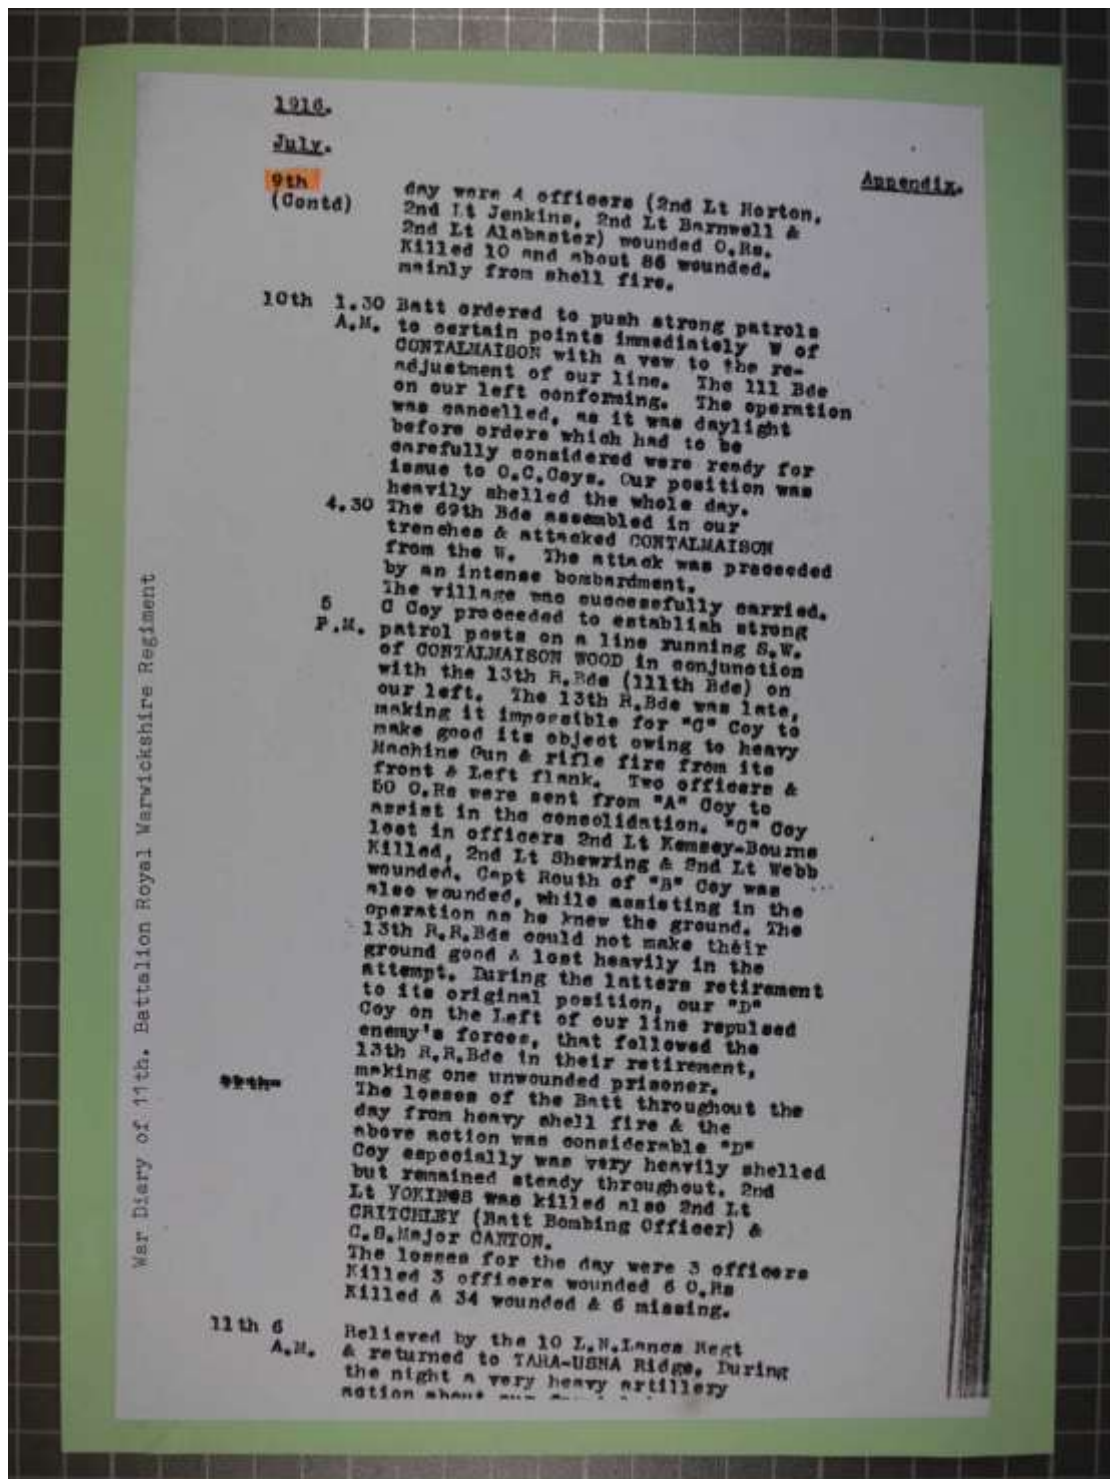 1916.
July.
Appendix.
9th
(Contd)
day were 4 officers (2nd Lt Horton,
2nd Lt Jenkins, 2nd Lt Barnwell &
2nd Lt Alabaster) wounded O.Rs.
Killed 10 and about 86 wounded.
mainly from shell fire.
10th 1.30 Batt ordered to push strong patrols
A.M. to certain points immediately W of
CONTALMAISON with a vew to the re-
adjustment of our line. The 111 Bde
on our left conforming. The operation
was cancelled, as it was daylight
before orders which had to be
carefully considered were ready for
issue to O.C.Coys. Our position was
heavily shelled the whole day.
4.30 The 69th Bde assembled in our
trenches & attacked CONTALMAISON
from the W. The attack was preceeded
by an intense bombardment.
The village was successfully carried.
5 C Coy proceeded to establish strong
P.M. patrol posts on a line running S.W.
of CONTALMAISON WOOD in conjunction
with the 13th R.Bde (111th Bde) on
our left. The 13th R.Bde was late,
making it impossible for "C" Coy to
make good its object owing to heavy
Machine Gun & rifle fire from its
front & Left flank. Two officers &
50 O.Rs were sent from "A" Coy to
assist in the consolidation. "C" Coy
lost in officers 2nd Lt Kemsey-Bourne
Killed, 2nd Lt Shewring & 2nd Lt Webb
wounded. Capt Routh of "B" Coy was
also wounded, while assisting in the
operation as he knew the ground. The
13th R.R.Bde could not make their
ground good & lost heavily in the
attempt. During the latters retirement
to its original position, our "D"
Coy on the Left of our line repulsed
enemy's forces, that followed the
13th R.R.Bde in their retirement,
making one unwounded prisoner.
The losses of the Batt throughout the
day from heavy shell fire & the
above action was considerable "D"
Coy especially was very heavily shelled
but remained steady throughout. 2nd
Lt YOKINGS was killed also 2nd Lt
CRITCHLEY (Batt Bombing Officer) &
C.S.Major CANTON.
The losses for the day were 3 officers
Killed 3 officers wounded 6 O.Rs
Killed & 34 wounded & 6 missing.
11th 6 Relieved by the 10 L.N.Lancs Regt
A.M. & returned to TARA-USNA Ridge. During
the night a very heavy artillery
action about our
War Diary of 11th. Battalion Royal Warwickshire Regiment